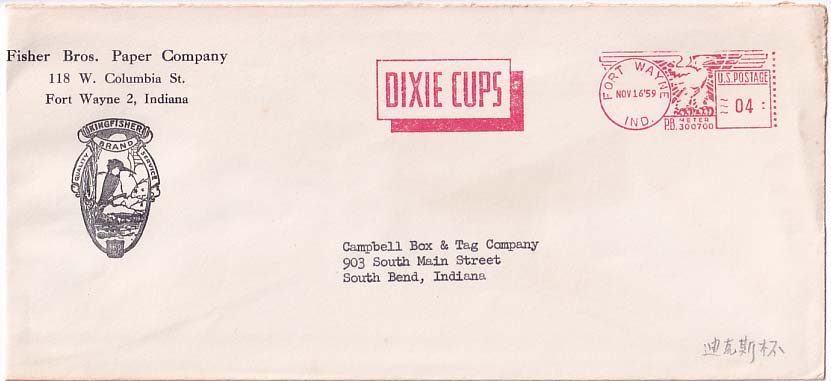 Fisher Bros. Paper Company
118 W. Columbia St.
Fort Wayne 2, Indiana
KINGFISHER
BRAND
QUALITY
SERVICE
DIXIE CUPS
FORT WAYNE
NOV 16'59
IND.
U.S. POSTAGE
04
P.B. METER
300700
Campbell Box & Tag Company
903 South Main Street
South Bend, Indiana
迪克斯杯